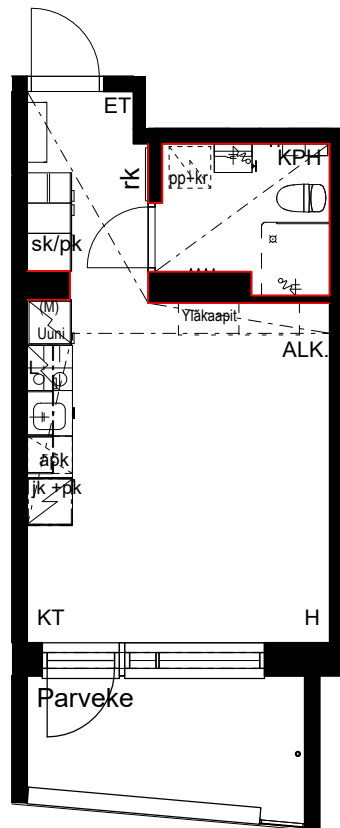 ET
KPH
rk
pp+kr
sk/pk
(M)
Uuni
Yläkaapit
ALK.
L
apk
jk +pk
KT
H
Parveke